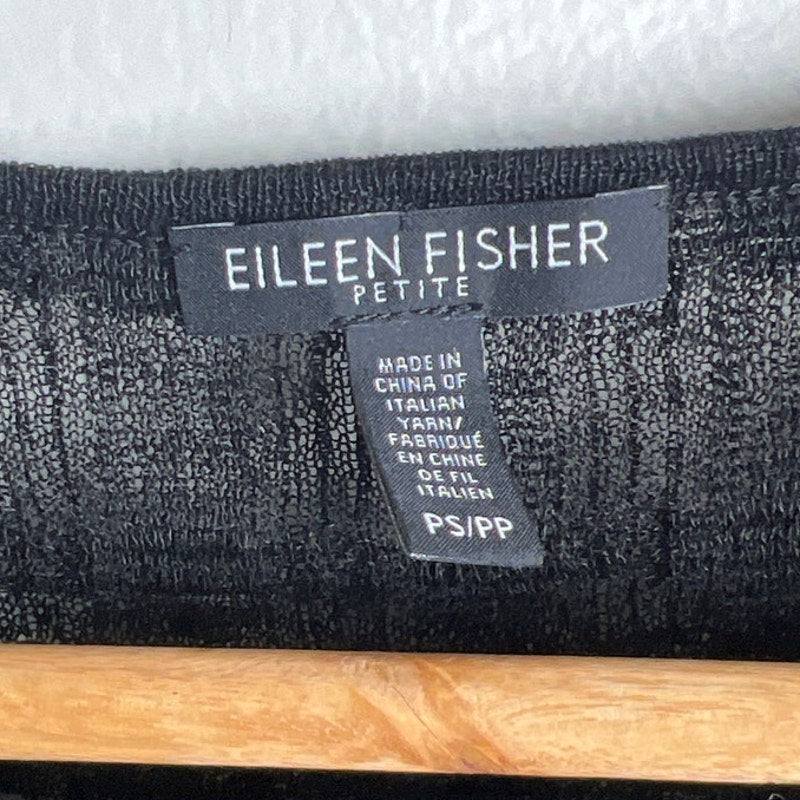 EILEEN FISHER
PETITE
MADE IN
CHINA OF
ITALIAN
YARN/
FABRIQUÉ
EN CHINE
DE FIL
ITALIEN
PS/PP